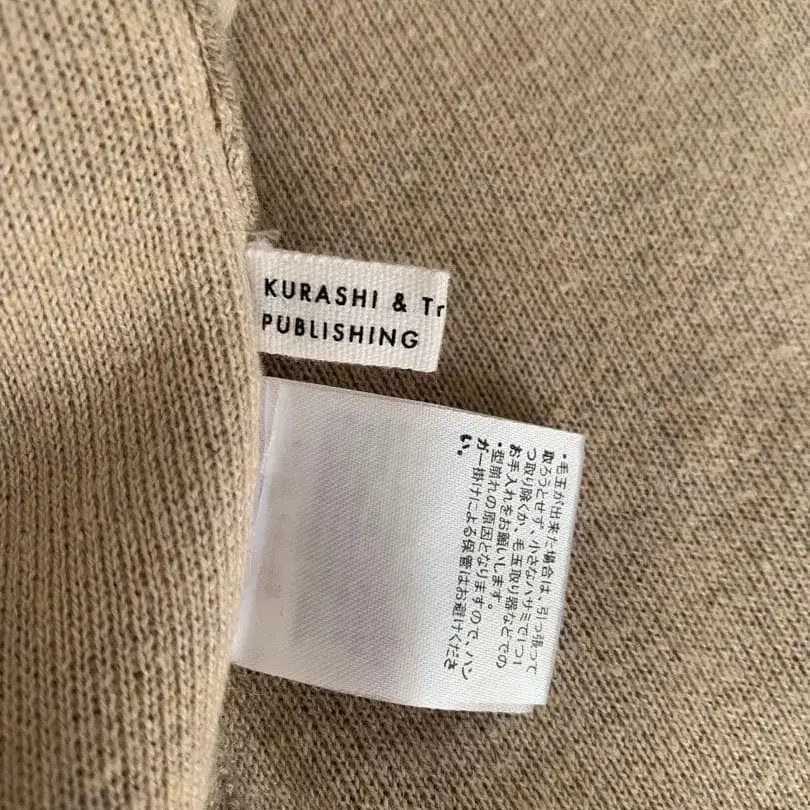 KURASHI & Tr
PUBLISHING
・毛玉が出来た場合は、引っ張って
取ろうとせず、小さなハサミで1つ1
つ取り除くか、毛玉取り器などでの
お手入れをお願いします。
・型崩れの原因となりますので、ハン
ガー掛けによる保管はお避けくださ
い。